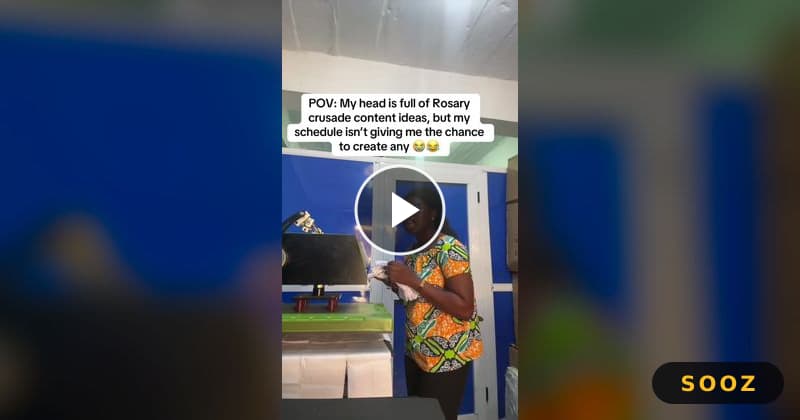 POV: My head is full of Rosary
crusade content ideas, but my
schedule isn’t giving me the chance
to create any 😭😂
SOOZ